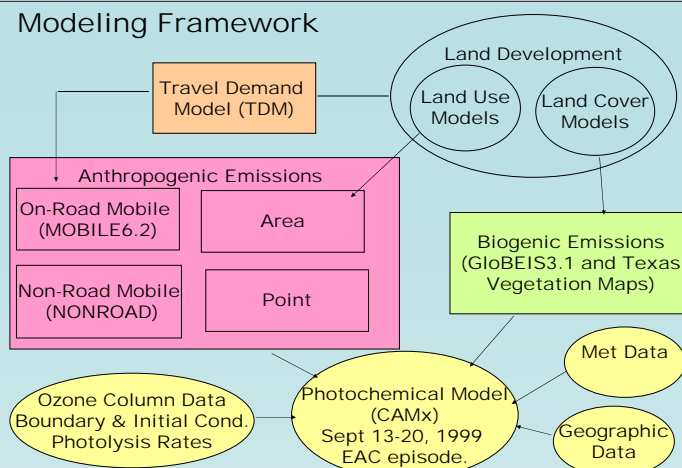 Modeling Framework
Land Development
Travel Demand
Model (TDM)
Land Use
Models
Land Cover
Models
Anthropogenic Emissions
On-Road Mobile
(MOBILE6.2)
Area
Non-Road Mobile
(NONROAD)
Point
Biogenic Emissions
(GloBEIS3.1 and Texas
Vegetation Maps)
Met Data
Photochemical Model
(CAMx)
Sept 13-20, 1999
EAC episode.
Ozone Column Data
Boundary & Initial Cond.
Photolysis Rates
Geographic
Data